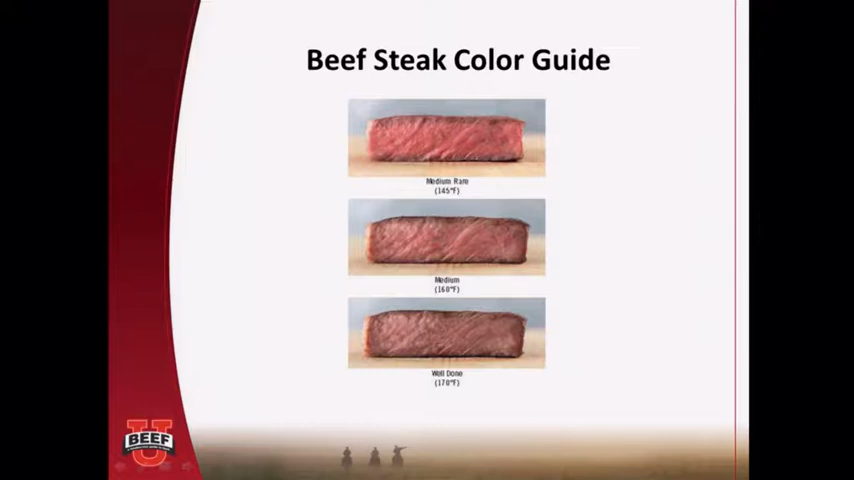 Beef Steak Color Guide
Medium Rare
(145°F)
Medium
(160°F)
Well Done
(170°F)
U
BEEF